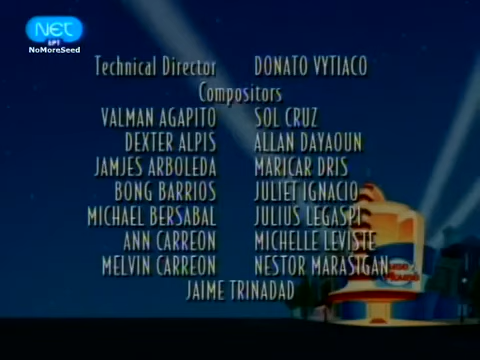 NET
ΕΡΤ
NoMoreSeed
Technical Director DONATO VYTIACO
Compositors
VALMAN AGAPITO SOL CRUZ
DEXTER ALPIS ALLAN DAYAOUN
JAMJES ARBOLEDA MARICAR DRIS
BONG BARRIOS JULIET IGNACIO
MICHAEL BERSABAL JULIUS LEGASPI
ANN CARREON MICHELLE LEVISTE
MELVIN CARREON NESTOR MARASIGAN
JAIME TRINADAD